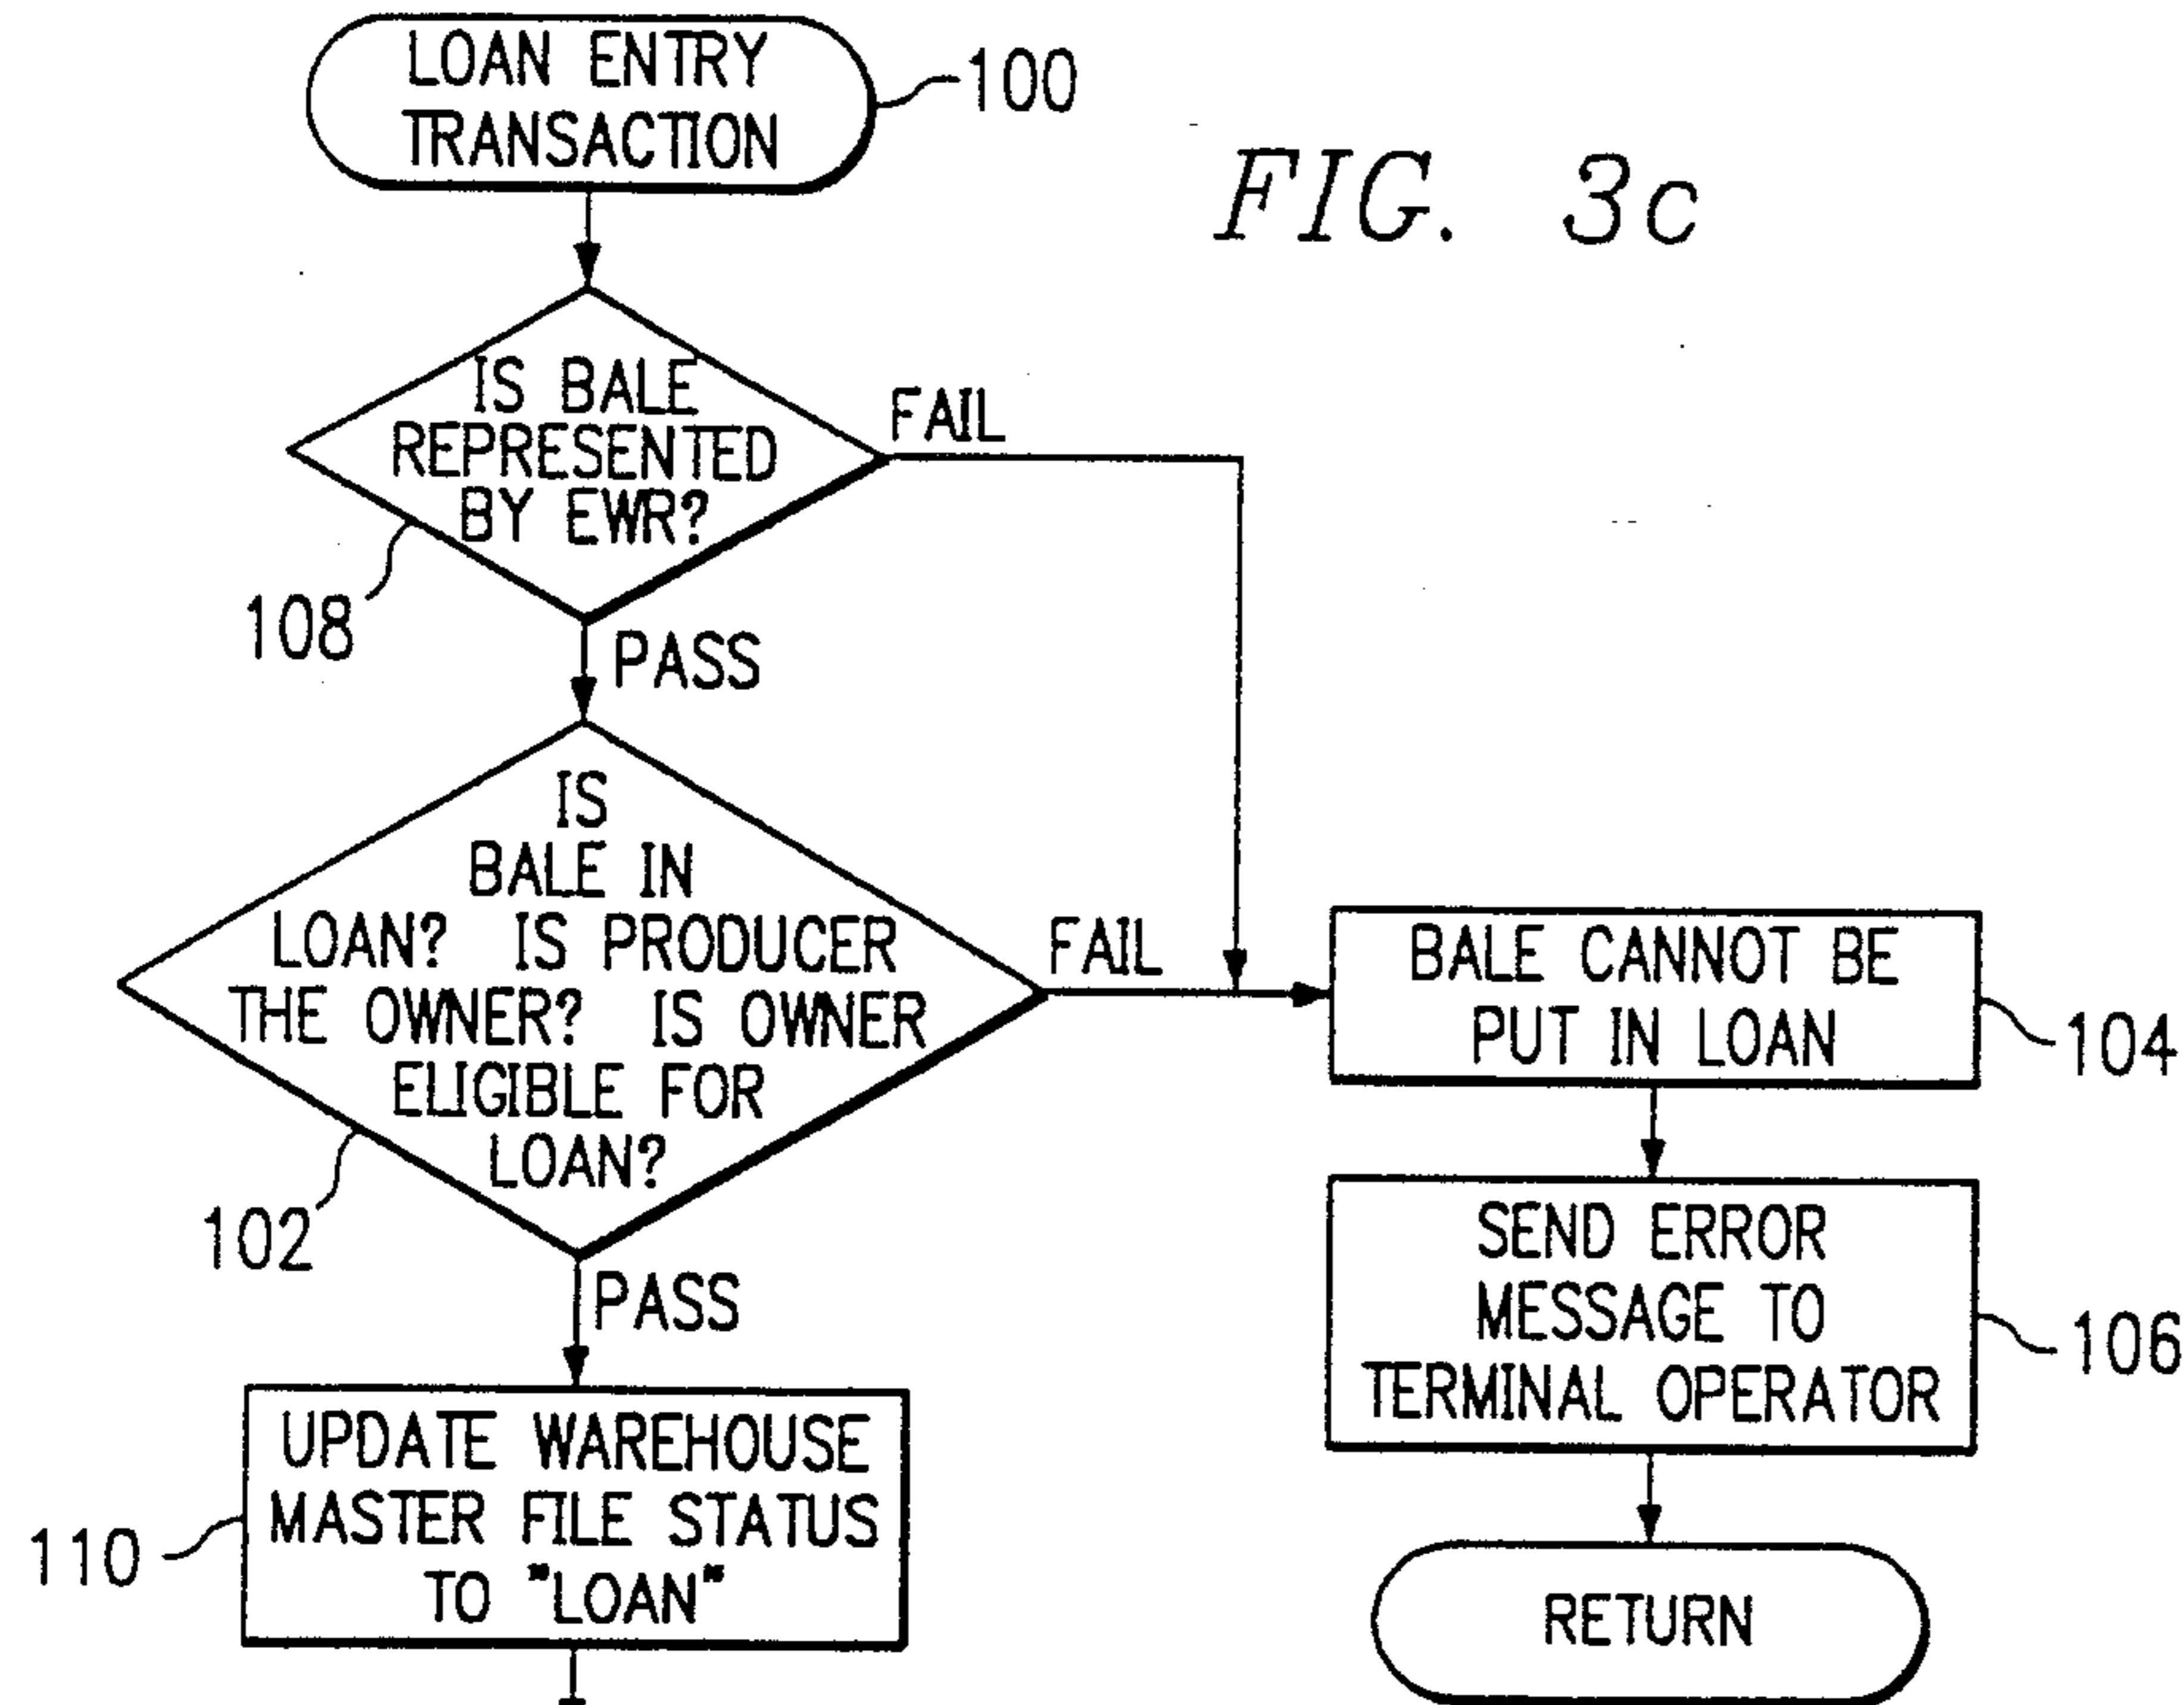 LOAN ENTRY
TRANSACTION
100
FIG. 3c
IS BALE
REPRESENTED
BY EWR?
FAIL
108
PASS
IS
BALE IN
LOAN? IS PRODUCER
THE OWNER? IS OWNER
ELIGIBLE FOR
LOAN?
FAIL
102
PASS
BALE CANNOT BE
PUT IN LOAN
104
SEND ERROR
MESSAGE TO
TERMINAL OPERATOR
106
UPDATE WAREHOUSE
MASTER FILE STATUS
TO "LOAN"
110
RETURN